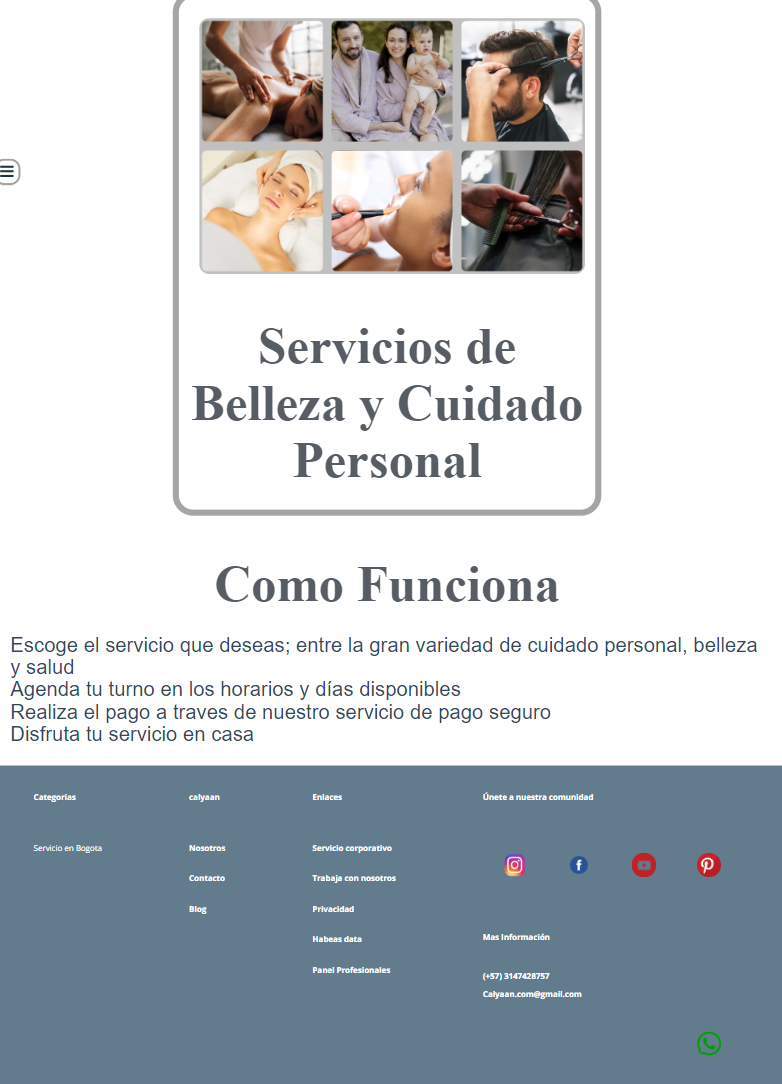 Servicios de
Belleza y Cuidado
Personal
Como Funciona
Escoge el servicio que deseas; entre la gran variedad de cuidado personal, belleza
y salud
Agenda tu turno en los horarios y días disponibles
Realiza el pago a traves de nuestro servicio de pago seguro
Disfruta tu servicio en casa
Categorias
Servicio en Bogota
calyaan
Nosotros
Contacto
Blog
Enlaces
Servicio corporativo
Trabaja con nosotros
Privacidad
Habeas data
Panel Profesionales
Únete a nuestra comunidad
Mas Información
(+57) 3147428757
Calyaan.com@gmail.com